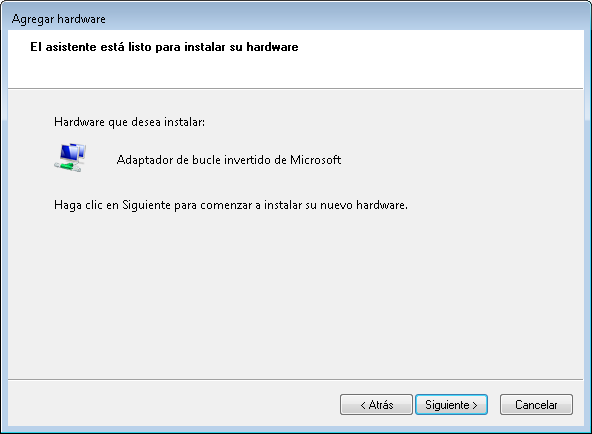 Agregar hardware
El asistente está listo para instalar su hardware
Hardware que desea instalar:
Adaptador de bucle invertido de Microsoft
Haga clic en Siguiente para comenzar a instalar su nuevo hardware.
< Atrás Siguiente > Cancelar